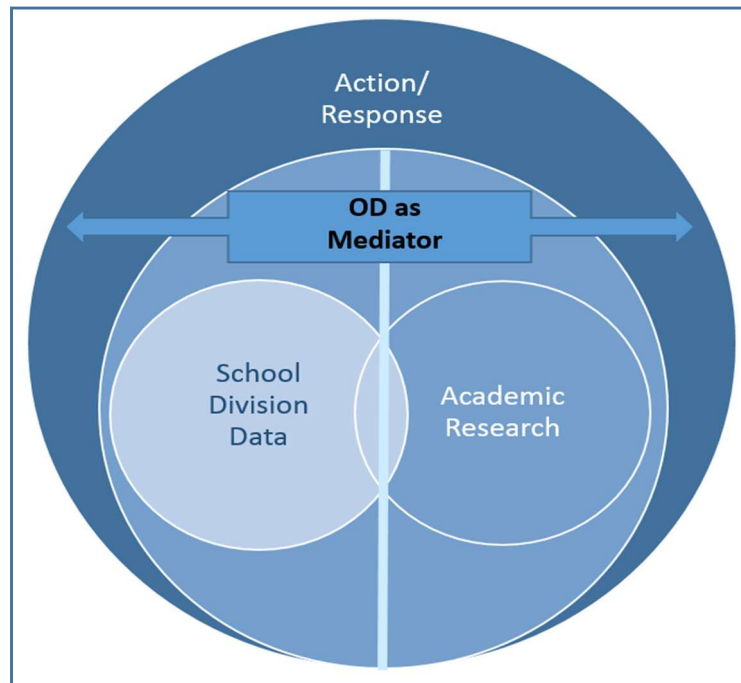 Action/
Response
OD as
Mediator
School
Division
Data
Academic
Research